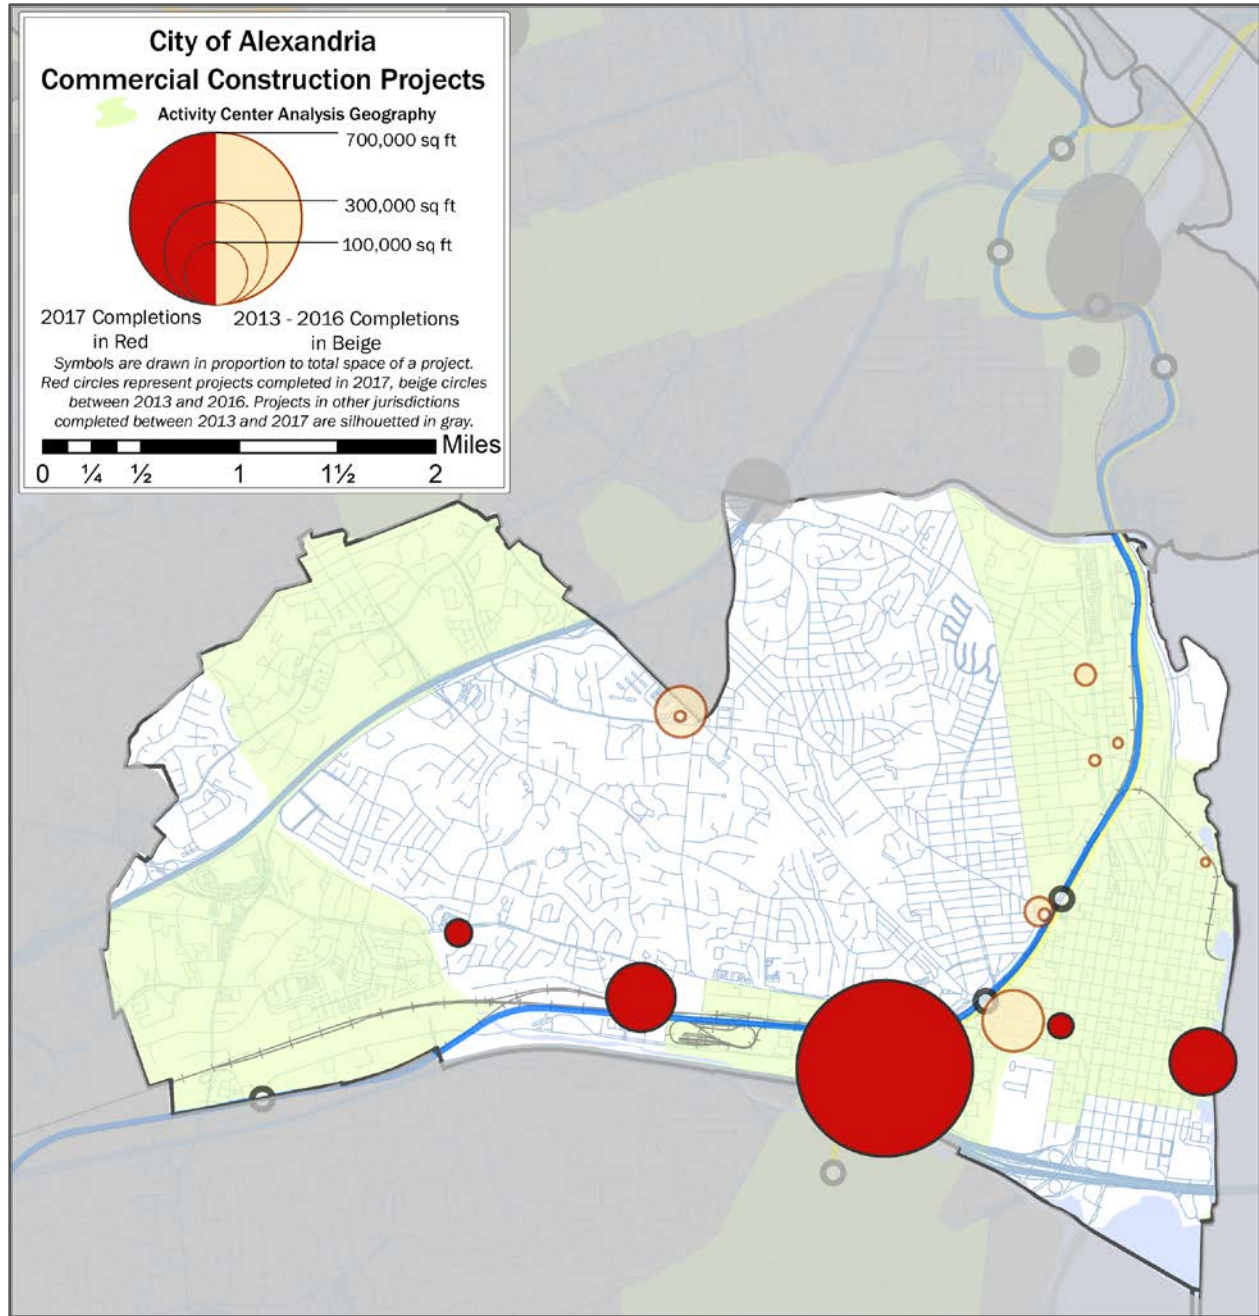 City of Alexandria
Commercial Construction Projects
Activity Center Analysis Geography
700,000 sq ft
300,000 sq ft
100,000 sq ft
2017 Completions
in Red
2013 - 2016 Completions
in Beige
Symbols are drawn in proportion to total space of a project.
Red circles represent projects completed in 2017, beige circles
between 2013 and 2016. Projects in other jurisdictions
completed between 2013 and 2017 are silhouetted in gray.
Miles
0 ¼ ½ 1 1½ 2